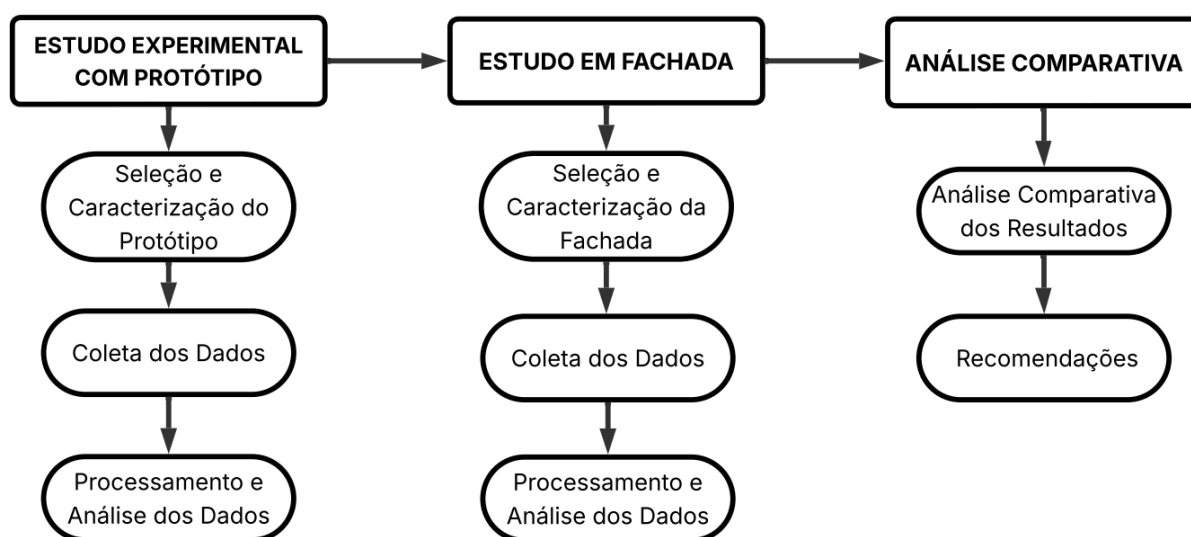 ESTUDO EXPERIMENTAL
COM PROTÓTIPO
Seleção e
Caracterização do
Protótipo
Coleta dos Dados
Processamento e
Análise dos Dados
ESTUDO EM FACHADA
Seleção e
Caracterização da
Fachada
Coleta dos Dados
Processamento e
Análise dos Dados
ANÁLISE COMPARATIVA
Análise Comparativa
dos Resultados
Recomendações